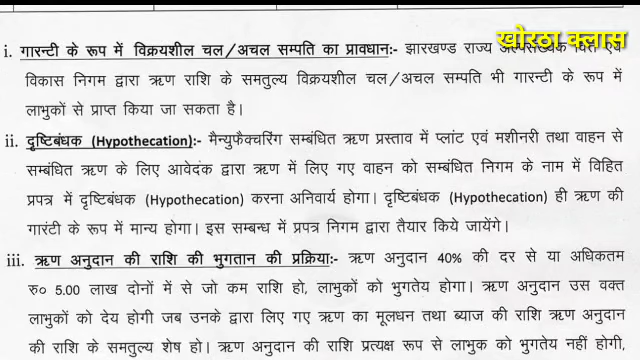 खोरठा क्लास
i. गारन्टी के रूप में विक्रयशील चल/अचल सम्पति का प्रावधानः- झारखण्ड राज्य अल्पसंख्यक वित्त एवं
विकास निगम द्वारा ऋण राशि के समतुल्य विक्रयशील चल/अचल सम्पति भी गारन्टी के रूप में
लाभुकों से प्राप्त किया जा सकता है।
ii. दृष्टिबंधक (Hypothecation):- मैन्युफैक्चरिंग सम्बंधित ऋण प्रस्ताव में प्लांट एवं मशीनरी तथा वाहन से
सम्बंधित ऋण के लिए आवेदक द्वारा ऋण में लिए गए वाहन को सम्बंधित निगम के नाम में विहित
प्रपत्र में दृष्टिबंधक (Hypothecation) करना अनिवार्य होगा। दृष्टिबंधक (Hypothecation) ही ऋण की
गारंटी के रूप में मान्य होगा। इस सम्बन्ध में प्रपत्र निगम द्वारा तैयार किये जायेंगे।
iii. ऋण अनुदान की राशि की भुगतान की प्रक्रियाः- ऋण अनुदान 40% की दर से या अधिकतम
रु० 5.00 लाख दोनों में से जो कम राशि हो, लाभुकों को भुगतेय होगा। ऋण अनुदान उस वक्त
लाभुकों को देय होगी जब उनके द्वारा लिए गए ऋण का मूलधन तथा ब्याज की राशि ऋण अनुदान
की राशि के समतुल्य शेष हो। ऋण अनुदान की राशि प्रत्यक्ष रूप से लाभुक को भुगतेय नहीं होगी,